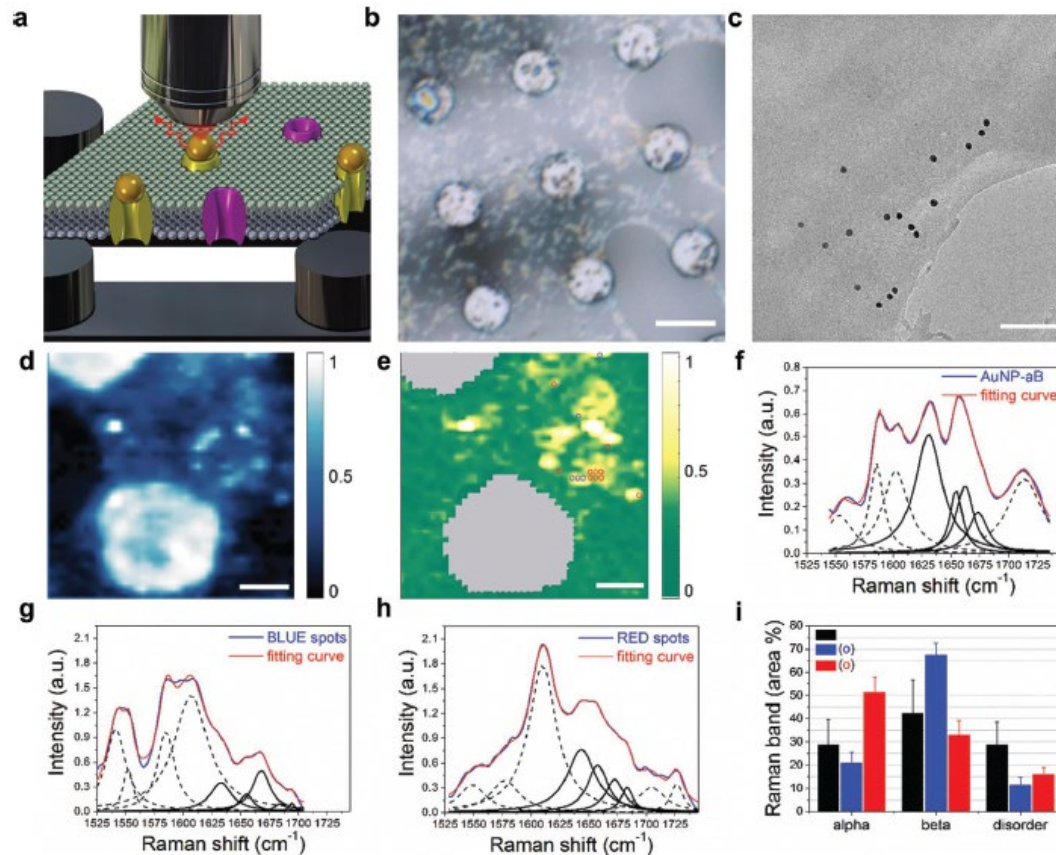 a
b
c
d
1
0.5
0
e
1
0.5
0
f
AuNP-aB
fitting curve
Intensity (a.u.)
0.8
0.7
0.6
0.5
0.4
0.3
0.2
0.1
0.0
1525 1550 1575 1600 1625 1650 1675 1700 1725
Raman shift (cm⁻¹)
g
BLUE spots
fitting curve
Intensity (a.u.)
2.1
1.8
1.5
1.2
0.9
0.6
0.3
0.0
1525 1550 1575 1600 1625 1650 1675 1700 1725
Raman shift (cm⁻¹)
h
RED spots
fitting curve
Intensity (a.u.)
2.1
1.8
1.5
1.2
0.9
0.6
0.3
0.0
1525 1550 1575 1600 1625 1650 1675 1700 1725
Raman shift (cm⁻¹)
i
(o)
(o)
Raman band (area %)
80
70
60
50
40
30
20
10
0
alpha beta disorder